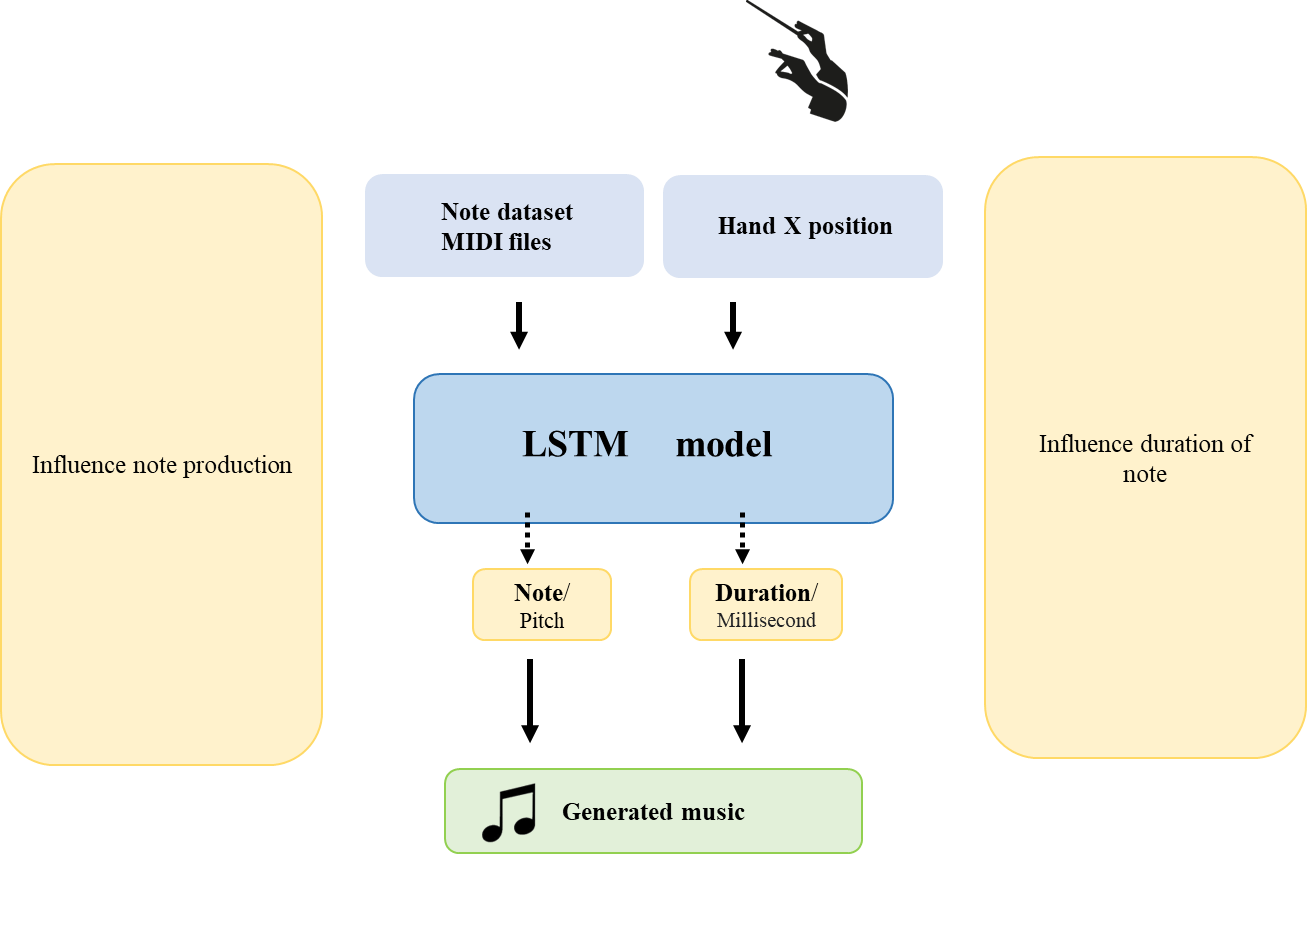 Note dataset
MIDI files
Hand X position
Influence note production
LSTM model
Influence duration of
note
Note/
Pitch
Duration/
Millisecond
Generated music